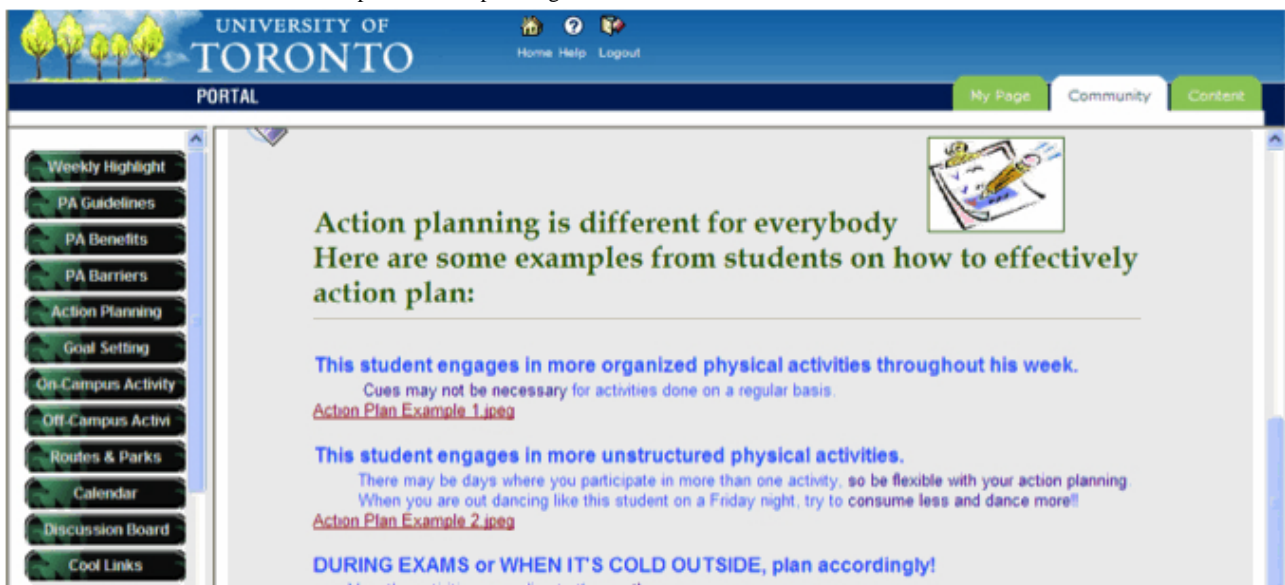 UNIVERSITY OF
TORONTO
Home Help Logout
PORTAL
My Page Community Content
Weekly Highlight
PA Guidelines
PA Benefits
PA Barriers
Action Planning
Goal Setting
On-Campus Activity
Off-Campus Activi
Routes & Parks
Calendar
Discussion Board
Cool Links
Action planning is different for everybody
Here are some examples from students on how to effectively
action plan:
This student engages in more organized physical activities throughout his week.
Cues may not be necessary for activities done on a regular basis.
Action Plan Example 1.jpeg
This student engages in more unstructured physical activities.
There may be days where you participate in more than one activity, so be flexible with your action planning.
When you are out dancing like this student on a Friday night, try to consume less and dance more!!
Action Plan Example 2.jpeg
DURING EXAMS or WHEN IT'S COLD OUTSIDE, plan accordingly!